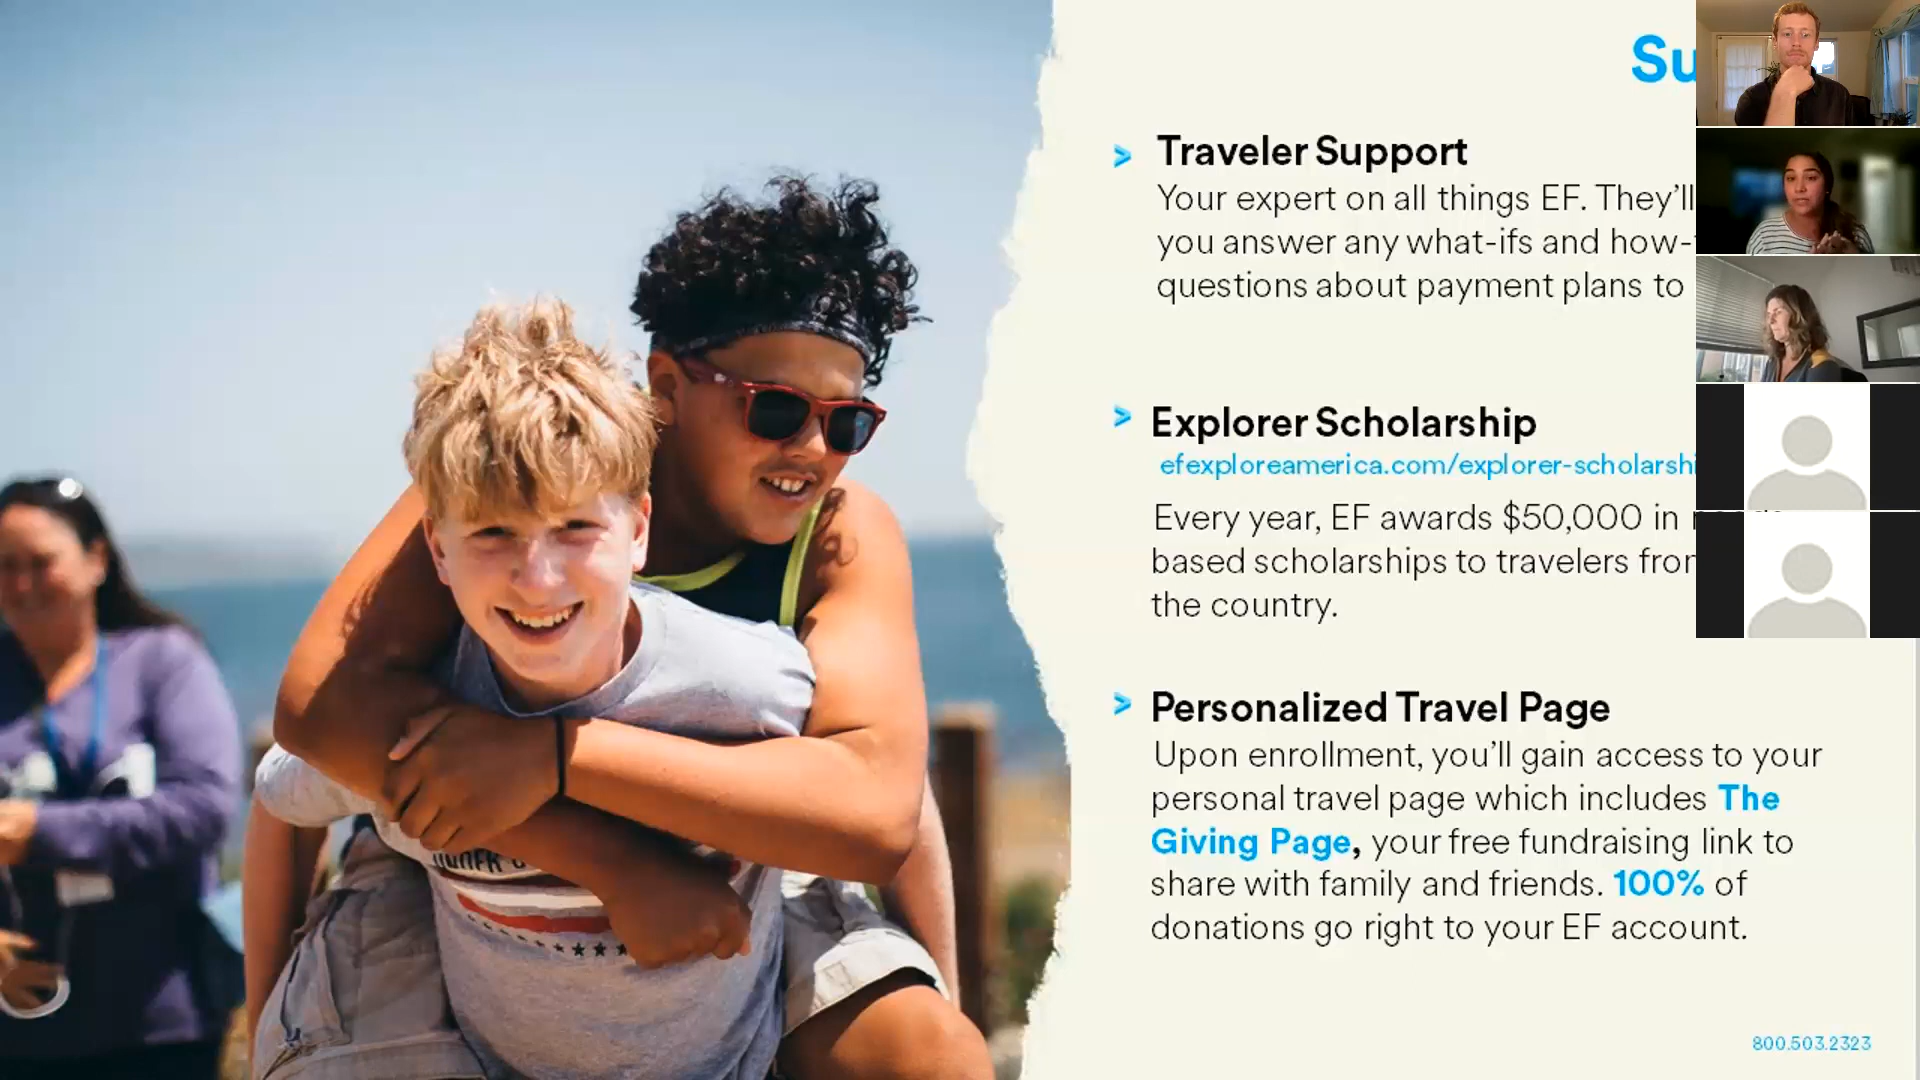 Su
> Traveler Support
Your expert on all things EF. They'll
you answer any what-ifs and how-
questions about payment plans to
> Explorer Scholarship
efexploreamerica.com/explorer-scholarshi
Every year, EF awards $50,000 in
based scholarships to travelers from
the country.
> Personalized Travel Page
Upon enrollment, you'll gain access to your
personal travel page which includes The
Giving Page, your free fundraising link to
share with family and friends. 100% of
donations go right to your EF account.
800.503.2323